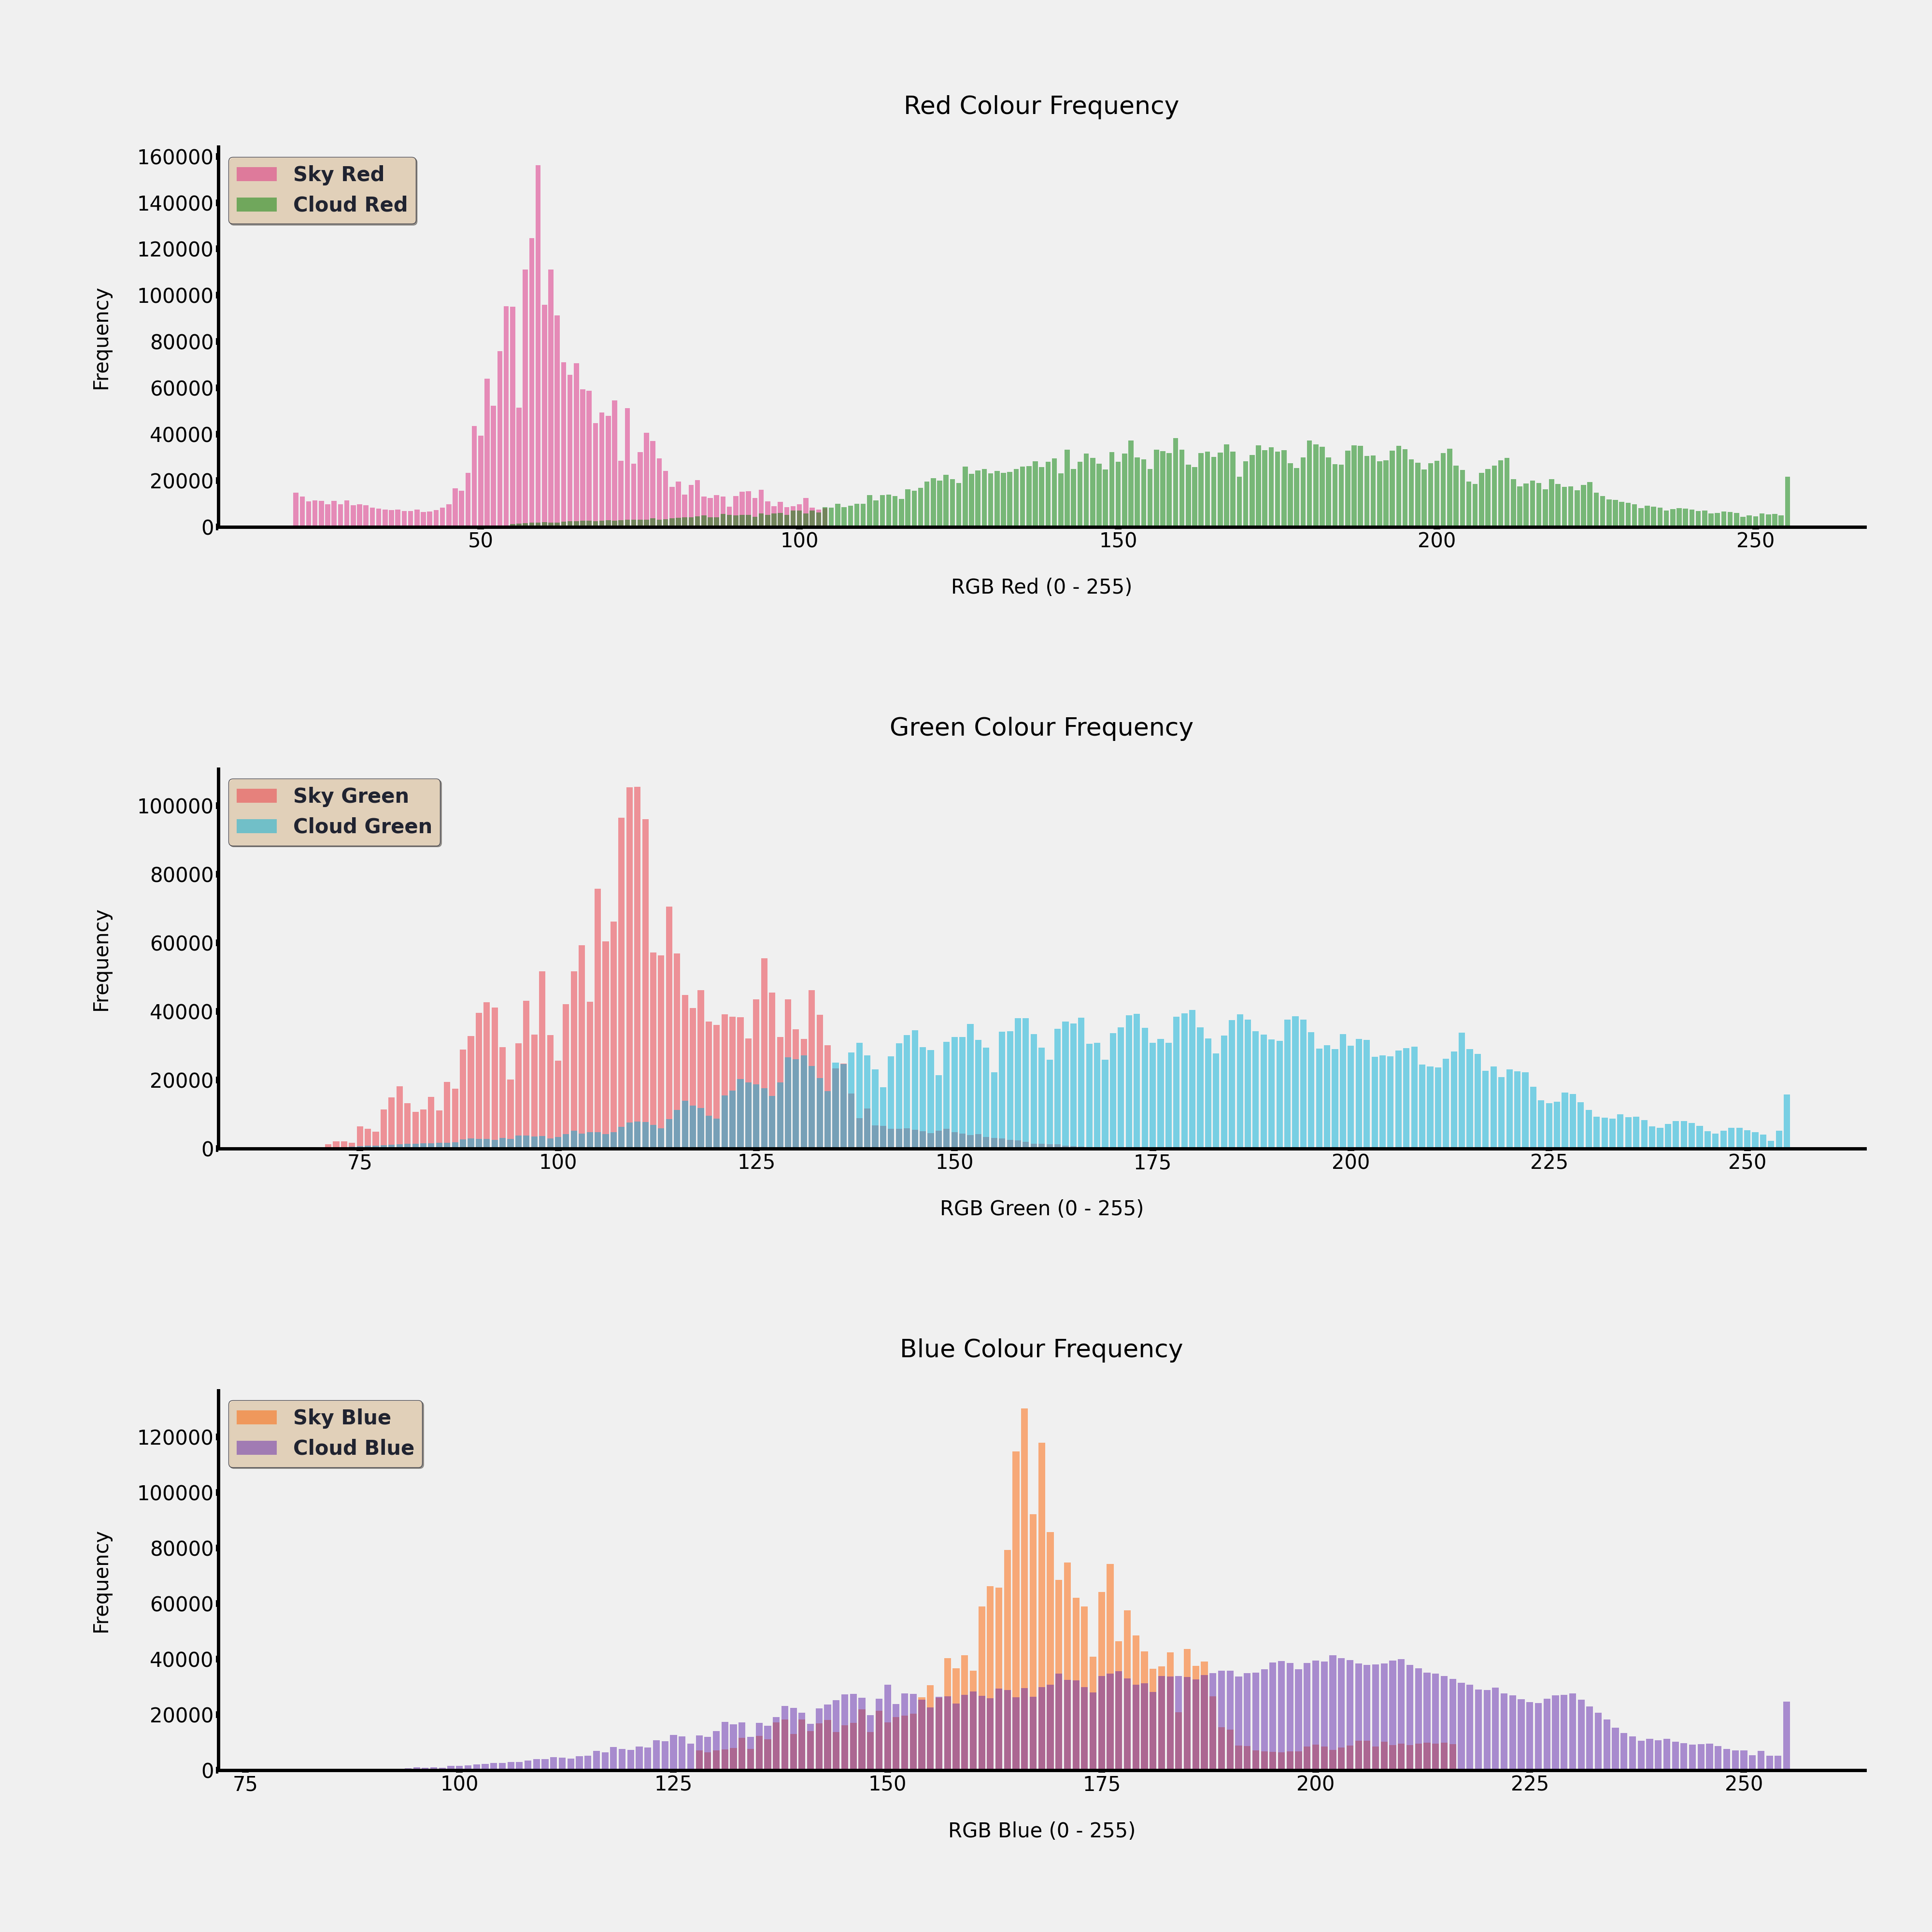 Red Colour Frequency
160000
140000
120000
100000
80000
60000
40000
20000
0
Frequency
Sky Red
Cloud Red
50 100 150 200 250
RGB Red (0 - 255)
Green Colour Frequency
100000
80000
60000
40000
20000
0
Frequency
Sky Green
Cloud Green
75 100 125 150 175 200 225 250
RGB Green (0 - 255)
Blue Colour Frequency
120000
100000
80000
60000
40000
20000
0
Frequency
Sky Blue
Cloud Blue
75 100 125 150 175 200 225 250
RGB Blue (0 - 255)